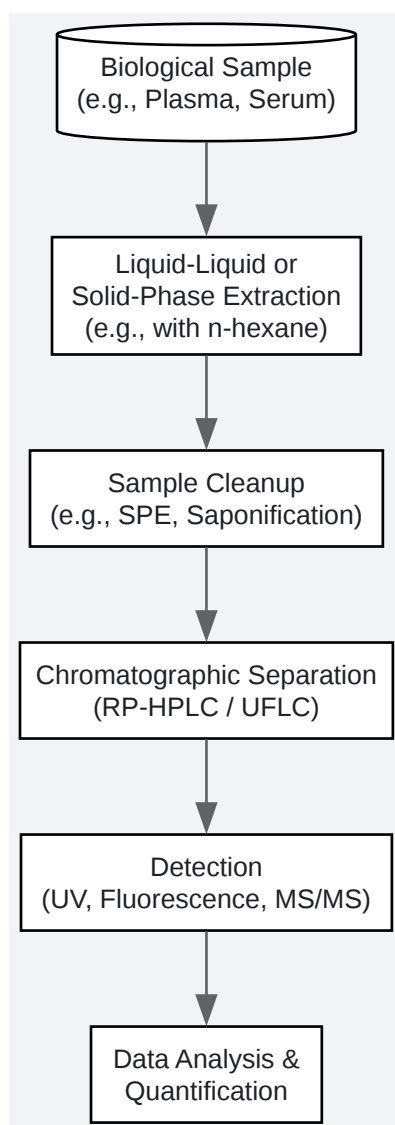 Biological Sample
(e.g., Plasma, Serum)
Liquid-Liquid or
Solid-Phase Extraction
(e.g., with n-hexane)
Sample Cleanup
(e.g., SPE, Saponification)
Chromatographic Separation
(RP-HPLC / UFLC)
Detection
(UV, Fluorescence, MS/MS)
Data Analysis &
Quantification